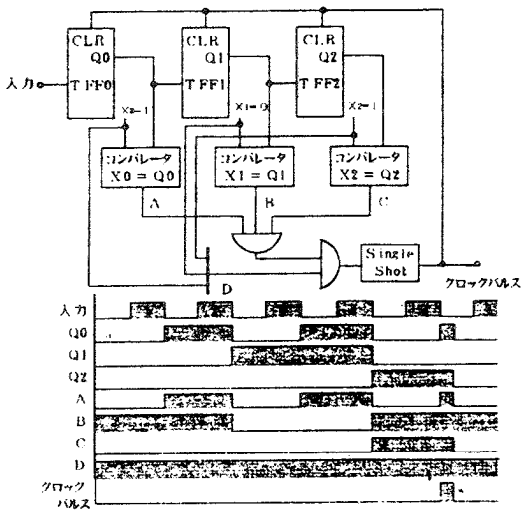 CLR CLR CLR
Q0 Q1 Q2
入力 T FF0 T FF1 T FF2
X1=0 X2=1
コンパレータ コンパレータ コンパレータ
X0 = Q0 X1 = Q1 X2 = Q2
A B C
Single
Shot
D
クロックパルス
入力
Q0
Q1
Q2
A
B
C
D
クロック
パルス